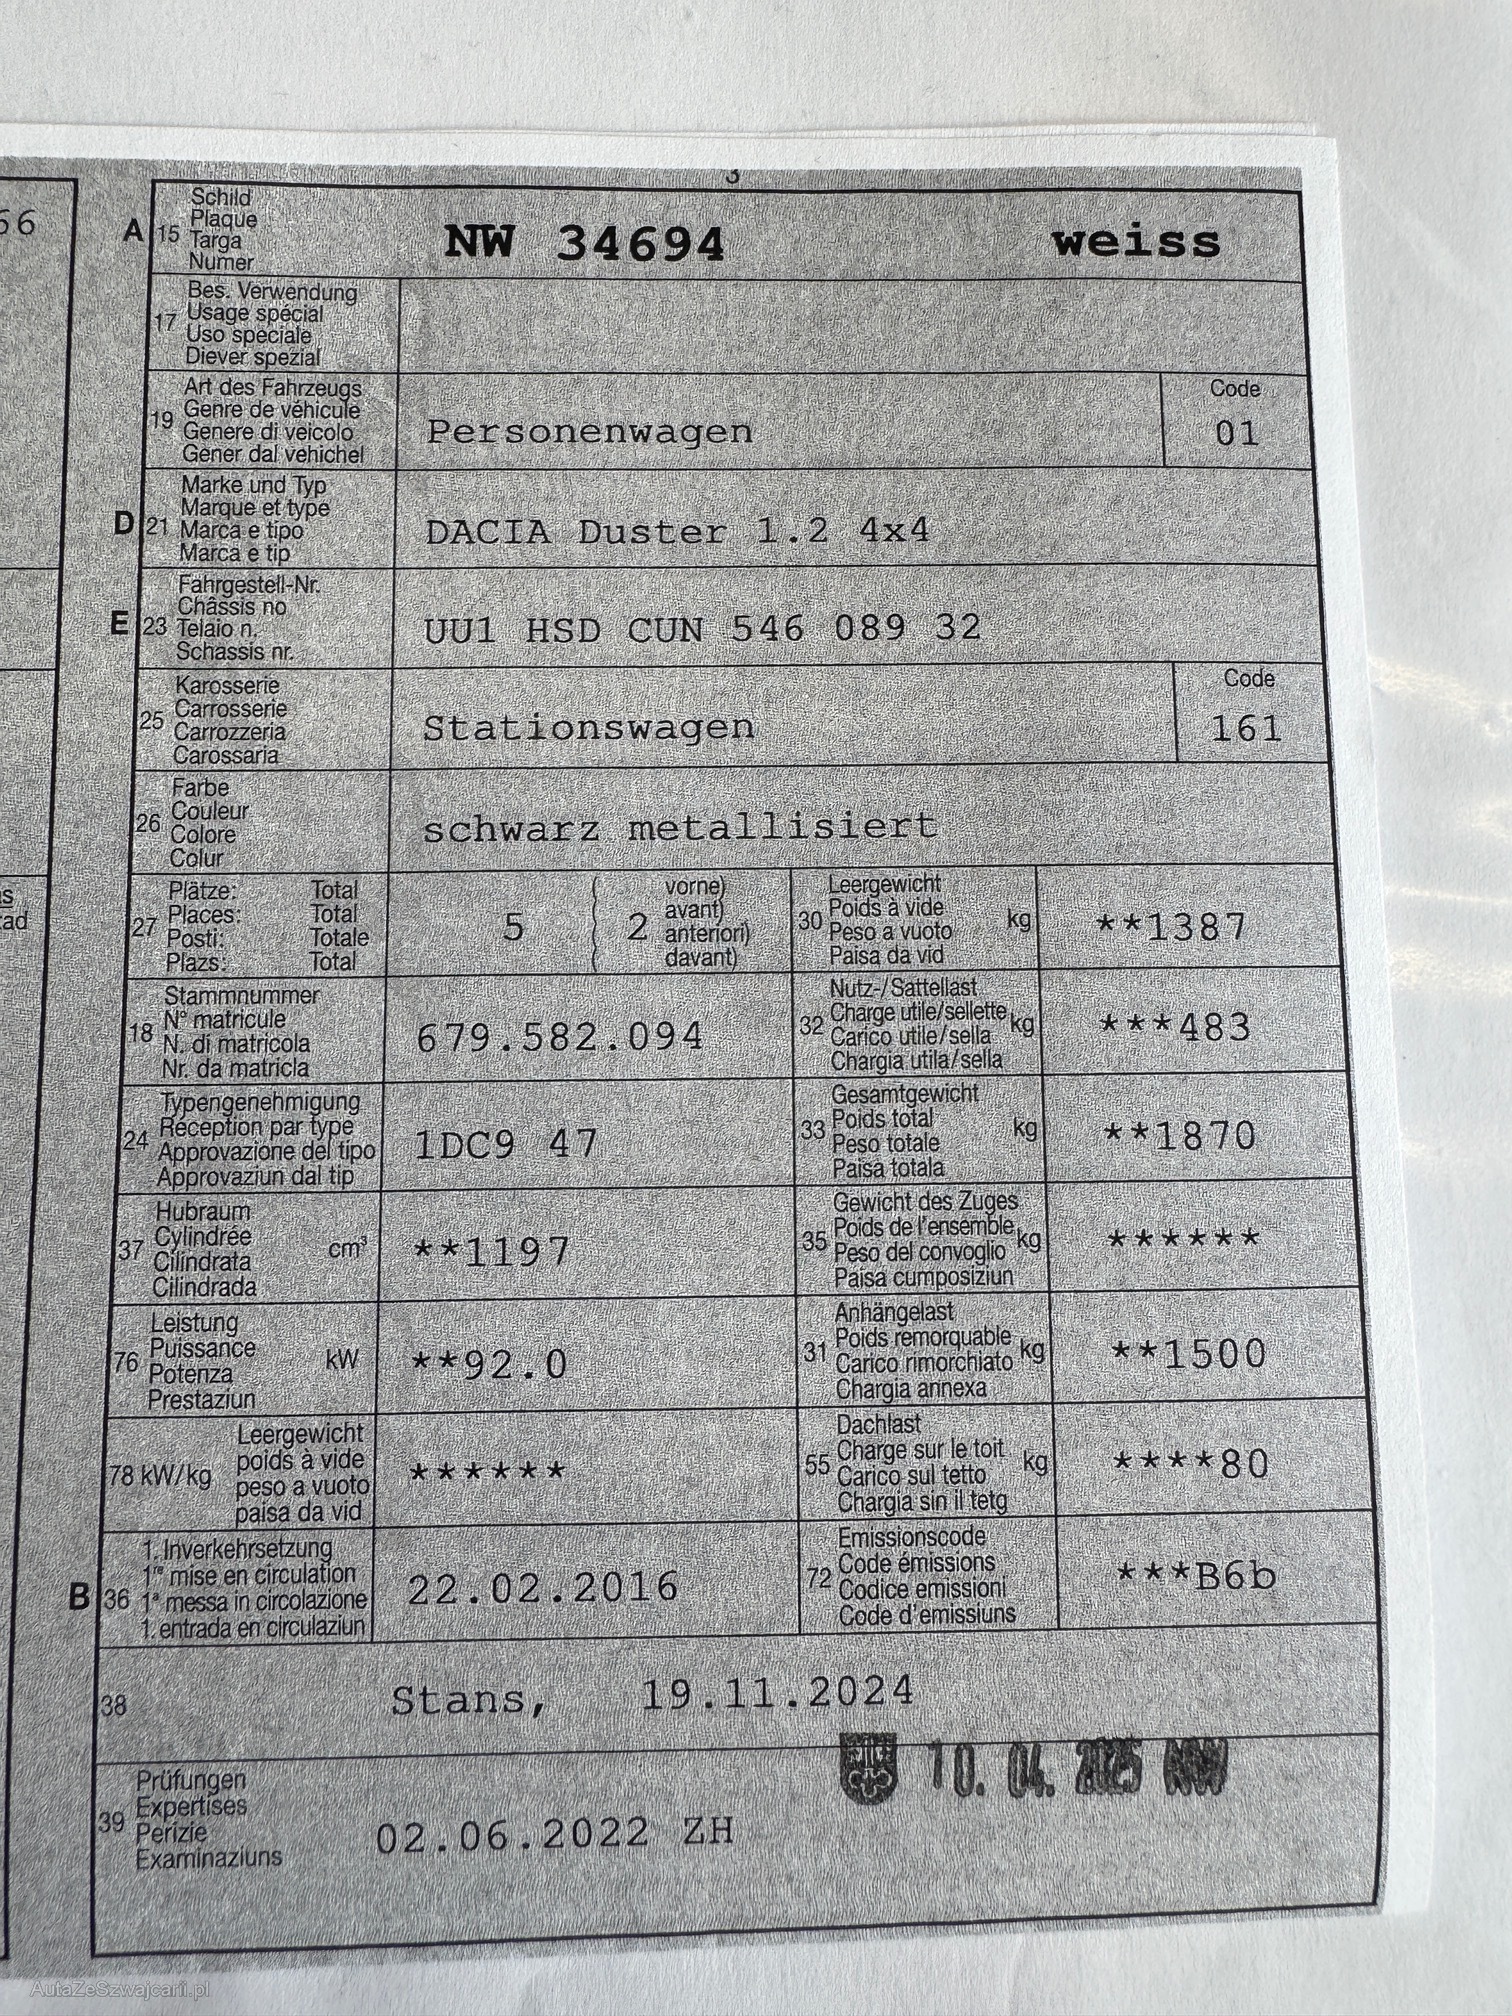 66
s
ad
3
A 15 Schild
Plaque
Targa
Numer
NW 34694 weiss
17 Bes. Verwendung
Usage spécial
Uso speciale
Diever spezial
19 Art des Fahrzeugs
Genre de véhicule
Genere di veicolo
Gener dal vehichel
Personenwagen
Code
01
D 21 Marke und Typ
Marque et type
Marca e tipo
Marca e tip
DACIA Duster 1.2 4x4
E 23 Fahrgestell-Nr.
Châssis no
Telaio n.
Schassis nr.
UU1 HSD CUN 546 089 32
25 Karosserie
Carrosserie
Carrozzeria
Carossaria
Stationswagen
Code
161
26 Farbe
Couleur
Colore
Colur
schwarz metallisiert
27 Plätze: Total
Places: Total
Posti: Totale
Plazs: Total
5 ( 2 vorne)
avant)
anteriori)
davant)
30 Leergewicht
Poids à vide
Peso a vuoto
Paisa da vid
kg
**1387
18 Stammnummer
N° matricule
N. di matricola
Nr. da matricla
679.582.094
32 Nutz-/Sattellast
Charge utile/sellette
Carico utile/sella
Chargia utila/sella
kg
***483
24 Typengenehmigung
Réception par type
Approvazione del tipo
Approvaziun dal tip
1DC9 47
33 Gesamtgewicht
Poids total
Peso totale
Paisa totala
kg
**1870
37 Hubraum
Cylindrée
Cilindrata
Cilindrada
cm³
**1197
35 Gewicht des Zuges
Poids de l'ensemble
Peso del convoglio
Paisa cumposiziun
kg
******
76 Leistung
Puissance
Potenza
Prestaziun
kW
**92.0
31 Anhängelast
Poids remorquable
Carico rimorchiato
Chargia annexa
kg
**1500
78 kW/kg
Leergewicht
poids à vide
peso a vuoto
paisa da vid
******
55 Dachlast
Charge sur le toit
Carico sul tetto
Chargia sin il tetg
kg
****80
B 36 1. Inverkehrsetzung
1re mise en circulation
1a messa in circolazione
1. entrada en circulaziun
22.02.2016
72 Emissionscode
Code émissions
Codice emissioni
Code d'emissiuns
***B6b
38 Stans, 19.11.2024
10. 04. 2025 NW
39 Prüfungen
Expertises
Perizie
Examinaziuns
02.06.2022 ZH
AutaZeSzwajcarii.pl